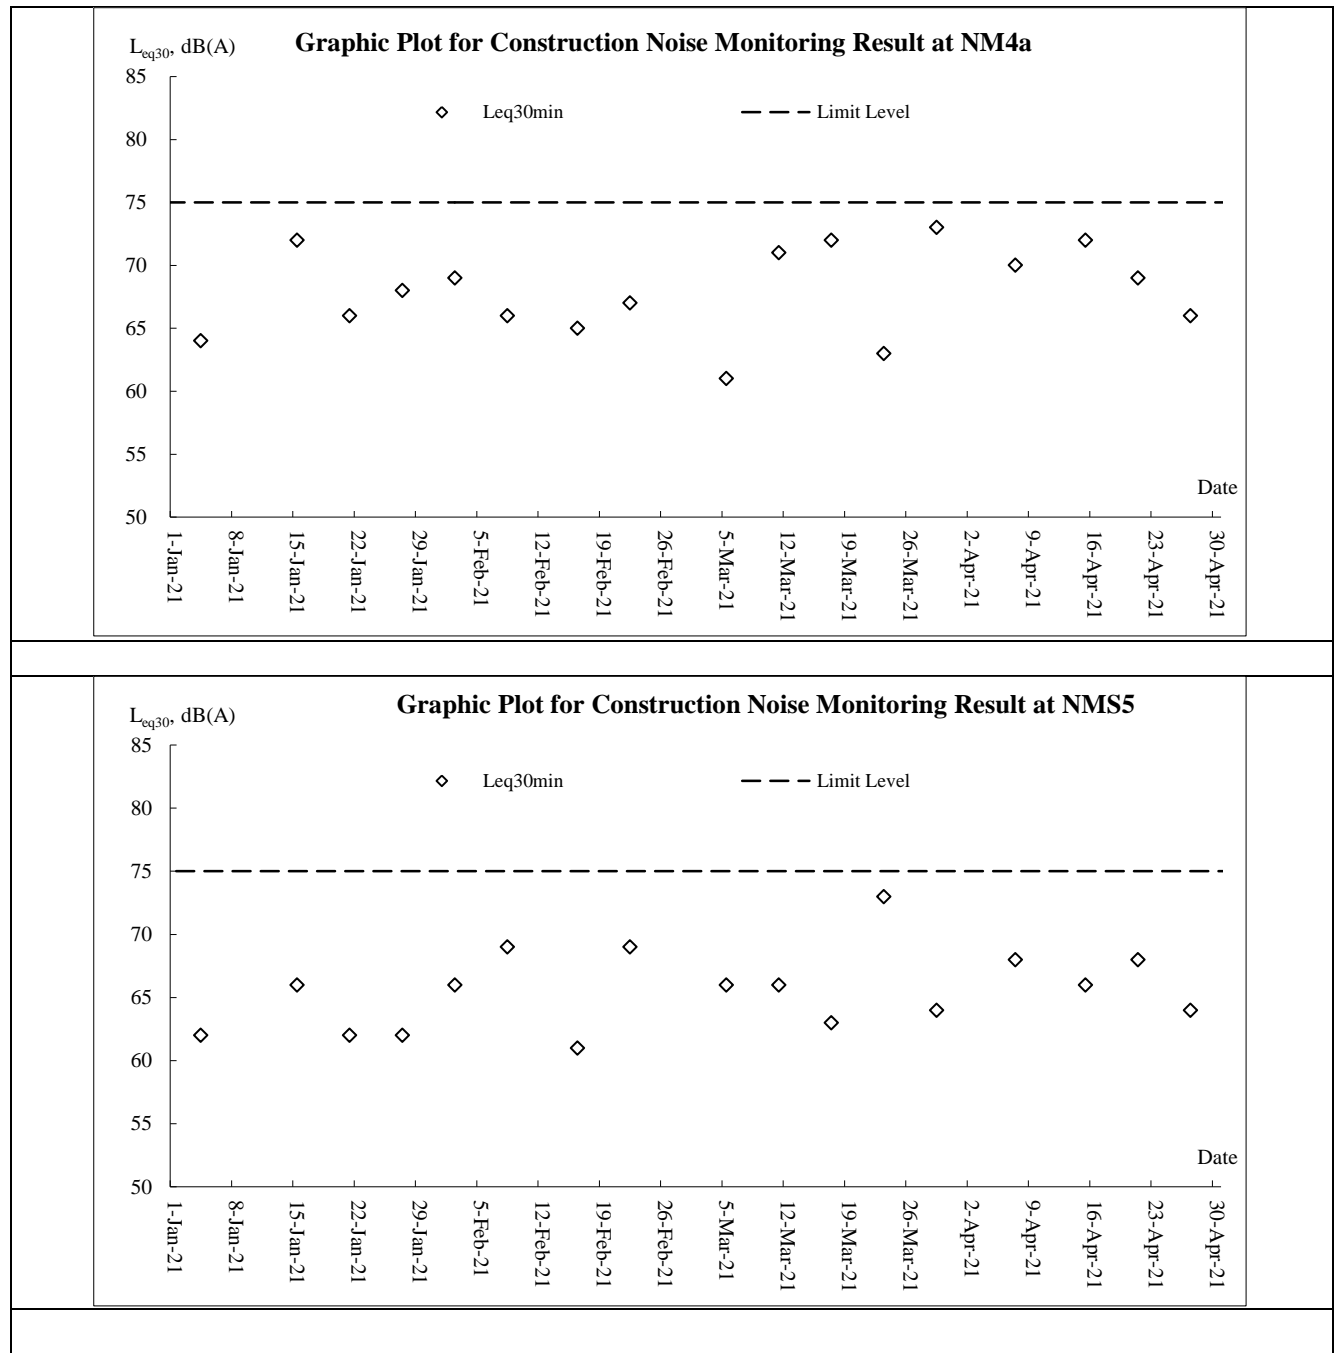 Graphic Plot for Construction Noise Monitoring Result at NM4a
Leq30, dB(A)
85
Leq30min
Limit Level
80
75
70
65
60
55
Date
50
1-Jan-21
8-Jan-21
15-Jan-21
22-Jan-21
29-Jan-21
5-Feb-21
12-Feb-21
19-Feb-21
26-Feb-21
5-Mar-21
12-Mar-21
19-Mar-21
26-Mar-21
2-Apr-21
9-Apr-21
16-Apr-21
23-Apr-21
30-Apr-21
Graphic Plot for Construction Noise Monitoring Result at NMS5
Leq30, dB(A)
85
Leq30min
Limit Level
80
75
70
65
60
55
Date
50
1-Jan-21
8-Jan-21
15-Jan-21
22-Jan-21
29-Jan-21
5-Feb-21
12-Feb-21
19-Feb-21
26-Feb-21
5-Mar-21
12-Mar-21
19-Mar-21
26-Mar-21
2-Apr-21
9-Apr-21
16-Apr-21
23-Apr-21
30-Apr-21